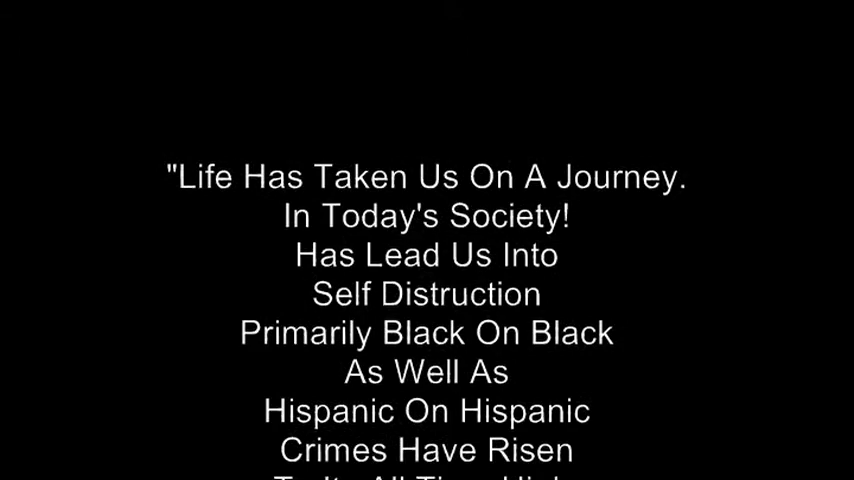 "Life Has Taken Us On A Journey.
In Today's Society!
Has Lead Us Into
Self Distruction
Primarily Black On Black
As Well As
Hispanic On Hispanic
Crimes Have Risen